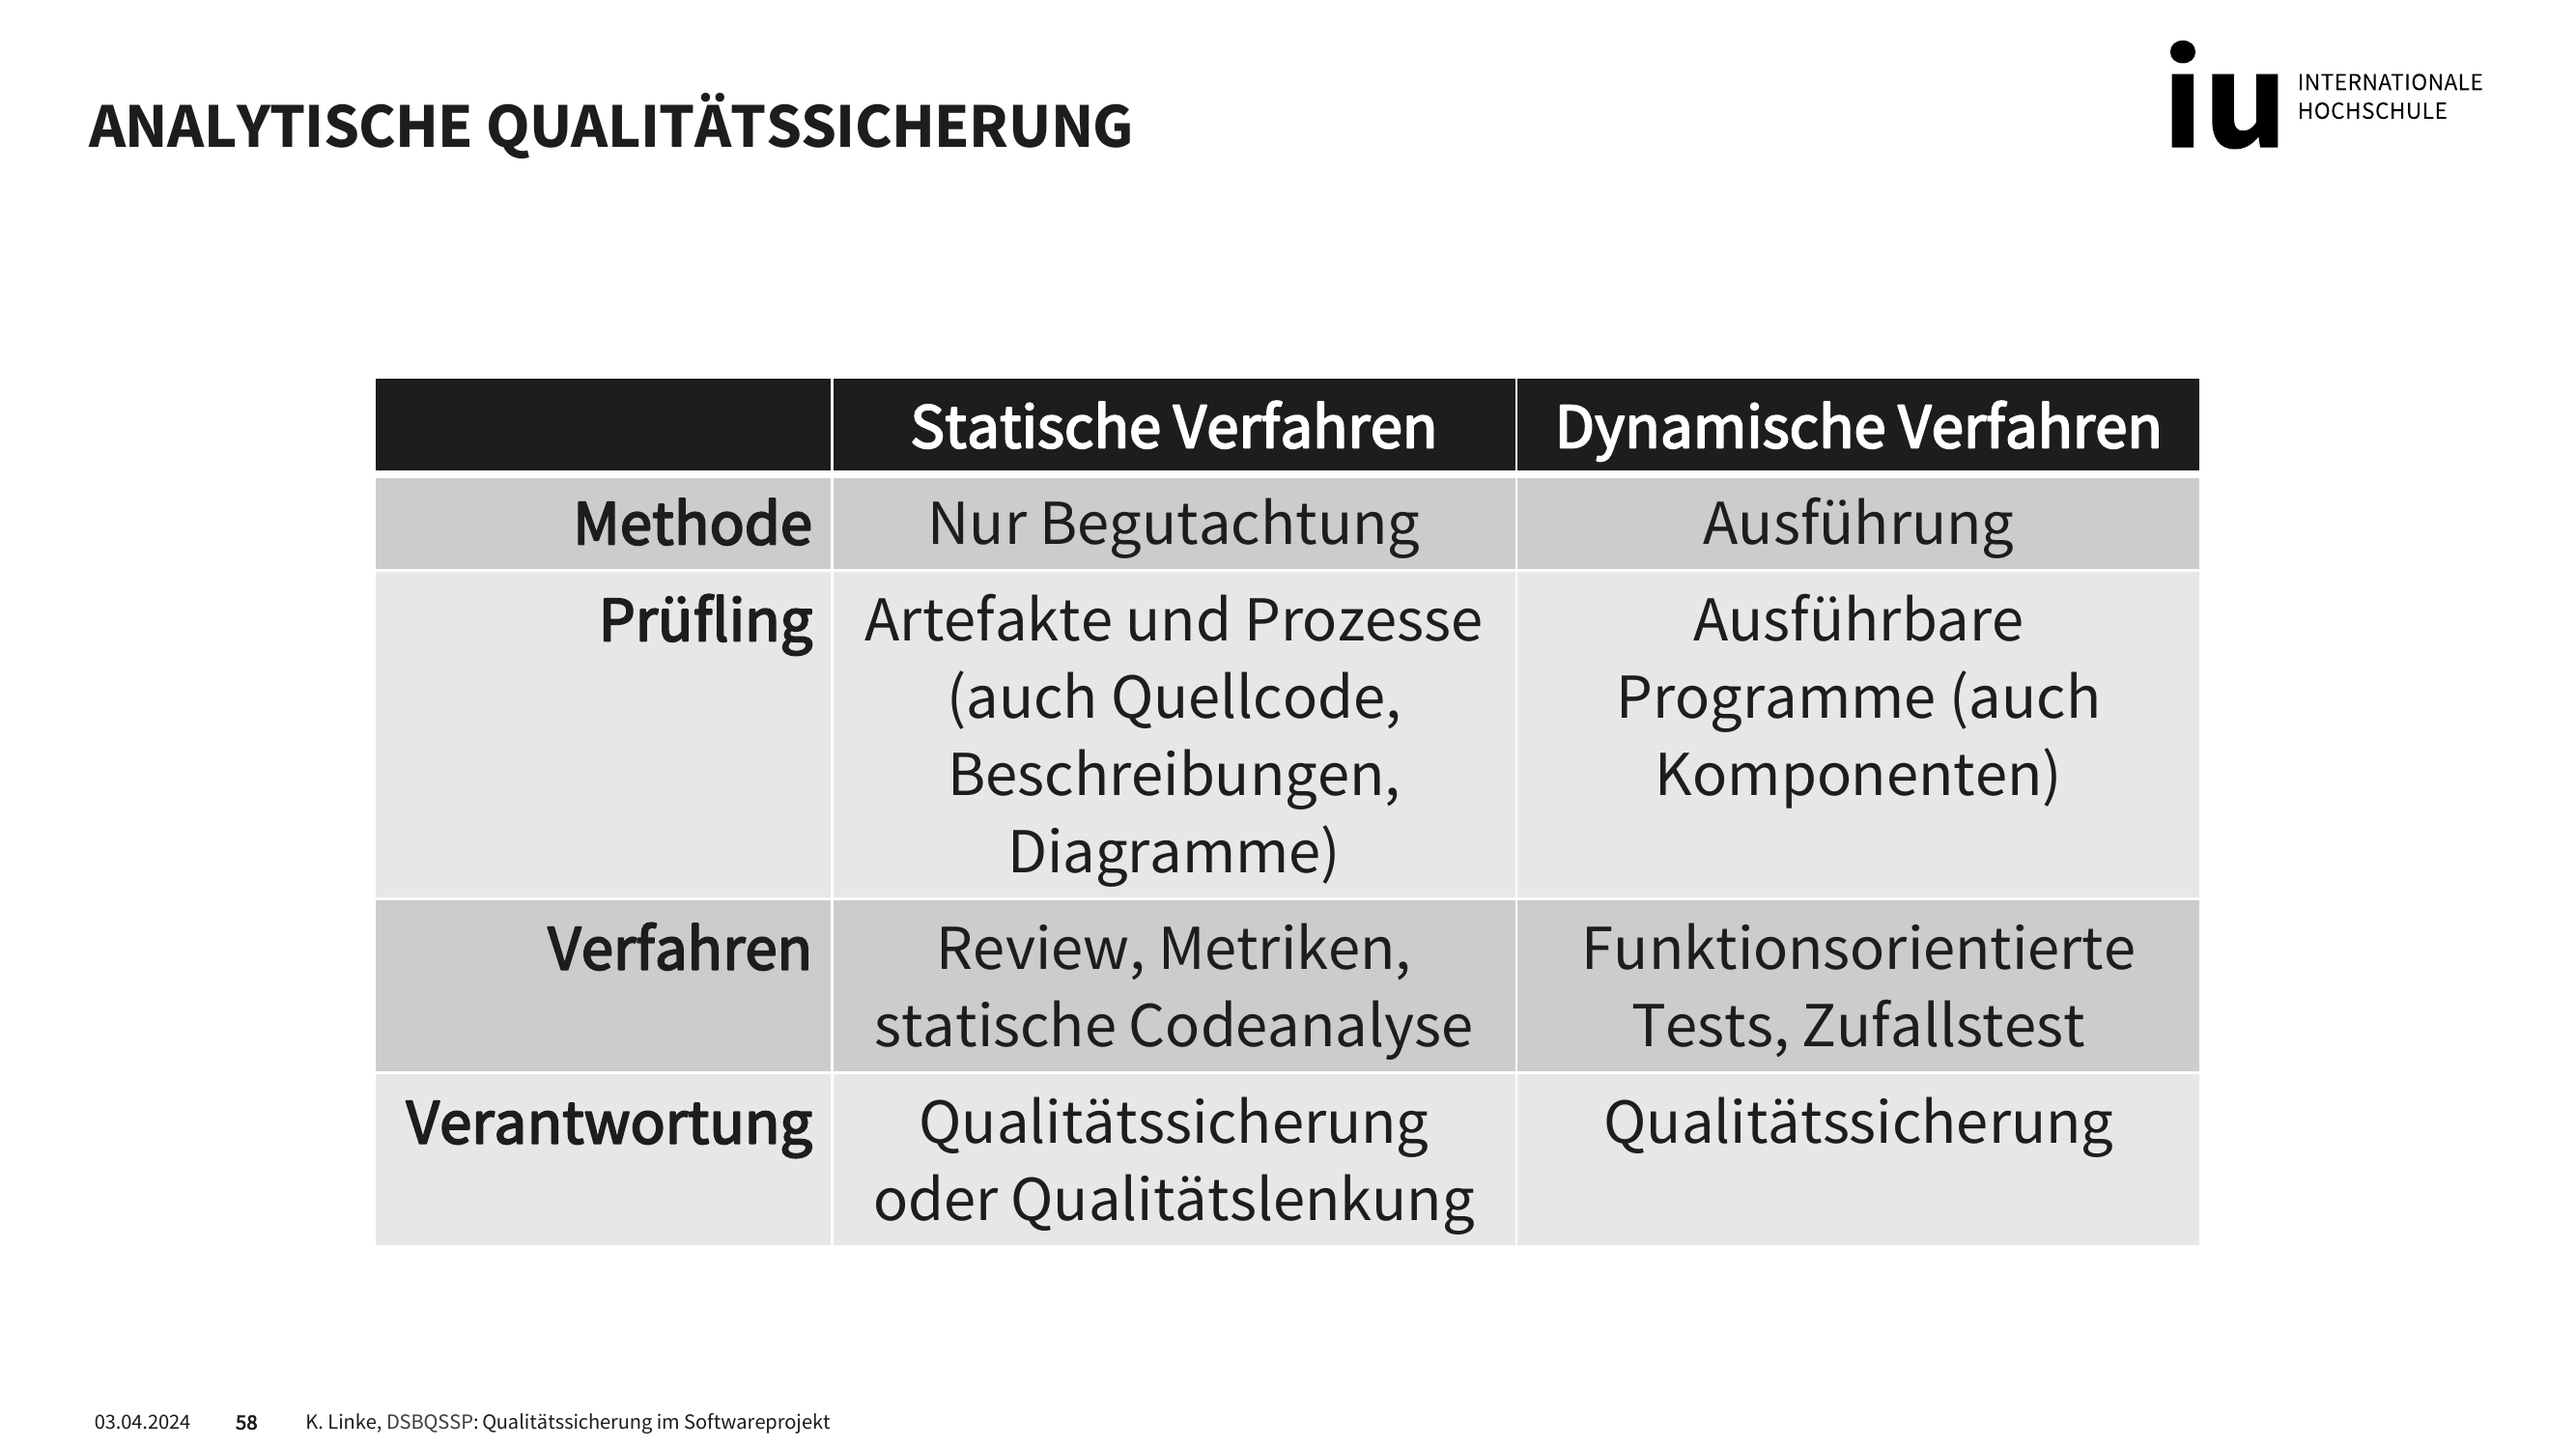 ANALYTISCHE QUALITÄTSSICHERUNG
iu INTERNATIONALE
HOCHSCHULE
Statische Verfahren Dynamische Verfahren
Methode Nur Begutachtung Ausführung
Prüfling Artefakte und Prozesse Ausführbare
(auch Quellcode, Programme (auch
Beschreibungen, Komponenten)
Diagramme)
Verfahren Review, Metriken, Funktionsorientierte
statische Codeanalyse Tests, Zufallstest
Verantwortung Qualitätssicherung Qualitätssicherung
oder Qualitätslenkung
03.04.2024 58 K. Linke, DSBQSSP: Qualitätssicherung im Softwareprojekt